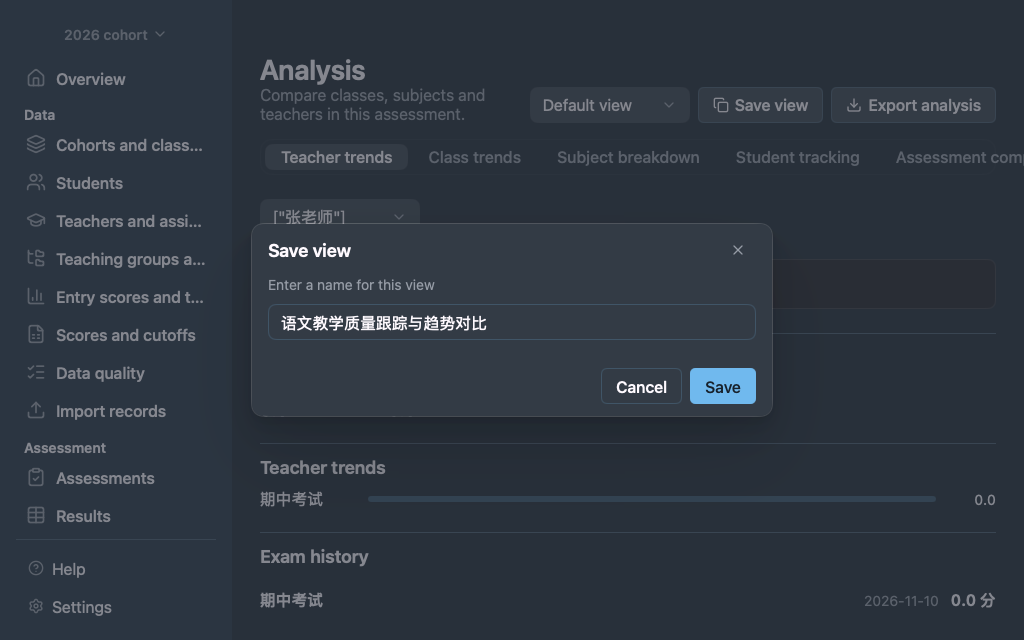 2026 cohort
Overview
Data
Cohorts and class...
Students
Teachers and assi...
Teaching groups a...
Entry scores and t...
Scores and cutoffs
Data quality
Import records
Assessment
Assessments
Results
Help
Settings
Analysis
Compare classes, subjects and
teachers in this assessment.
Default view
Save view
Export analysis
Teacher trends
Class trends
Subject breakdown
Student tracking
Assessment com
["张老师"]
Save view
Enter a name for this view
语文教学质量跟踪与趋势对比
Cancel
Save
Teacher trends
期中考试
0.0
Exam history
期中考试
2026-11-10
0.0 分